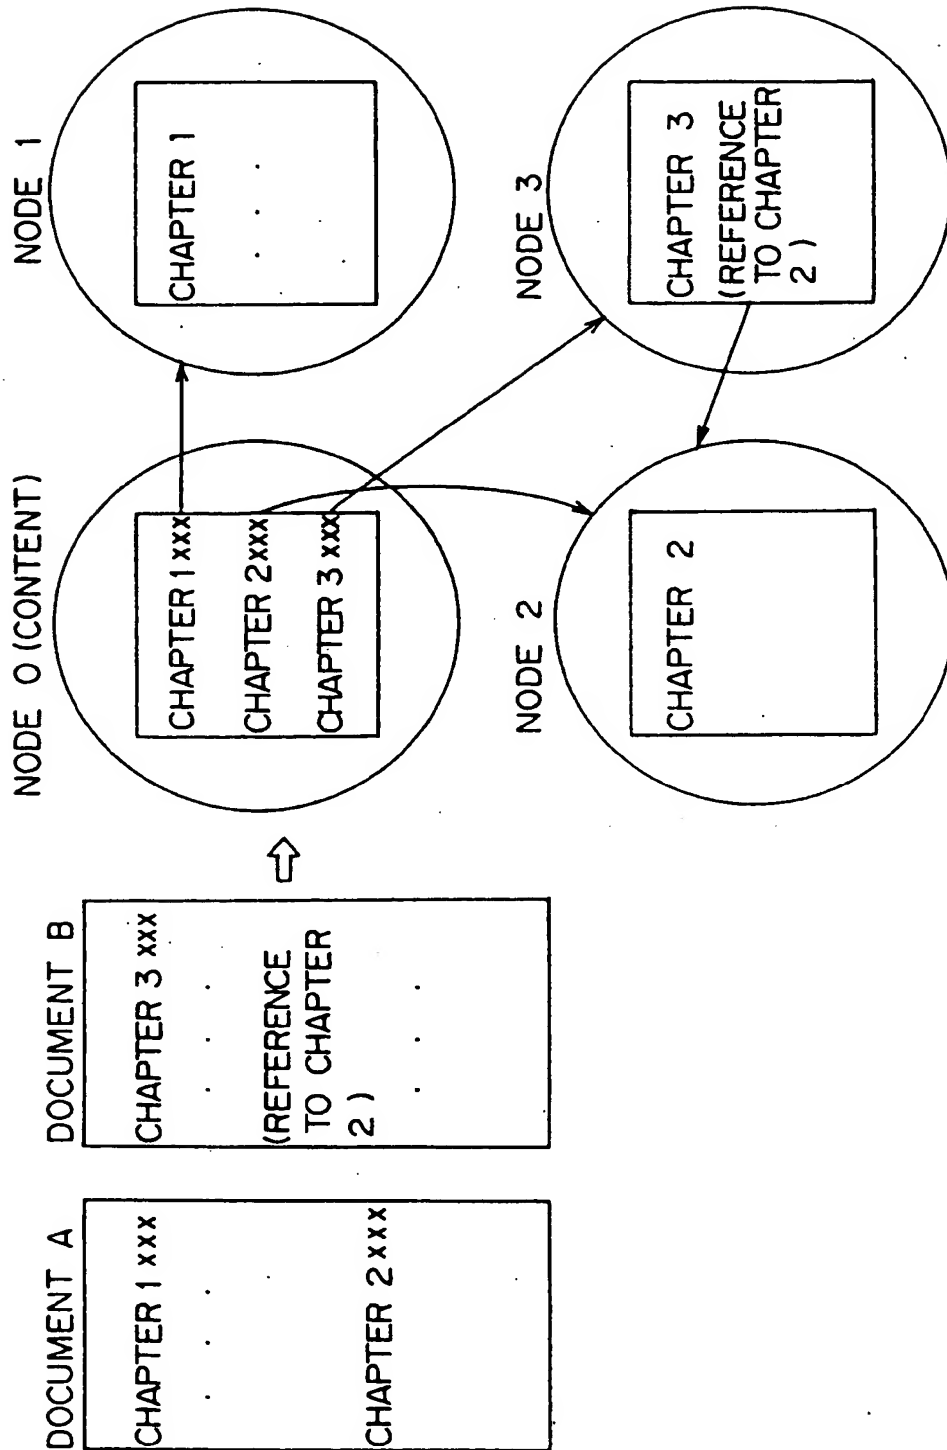 DOCUMENT A
CHAPTER 1 xxx
. . .
CHAPTER 2 xxx
DOCUMENT B
CHAPTER 3 xxx
. . .
(REFERENCE
TO CHAPTER
2 )
. .
NODE 0 (CONTENT)
CHAPTER 1 xxx
CHAPTER 2 xxx
CHAPTER 3 xxx
NODE 1
CHAPTER 1
. . .
NODE 2
CHAPTER 2
NODE 3
CHAPTER 3
(REFERENCE
TO CHAPTER
2 )